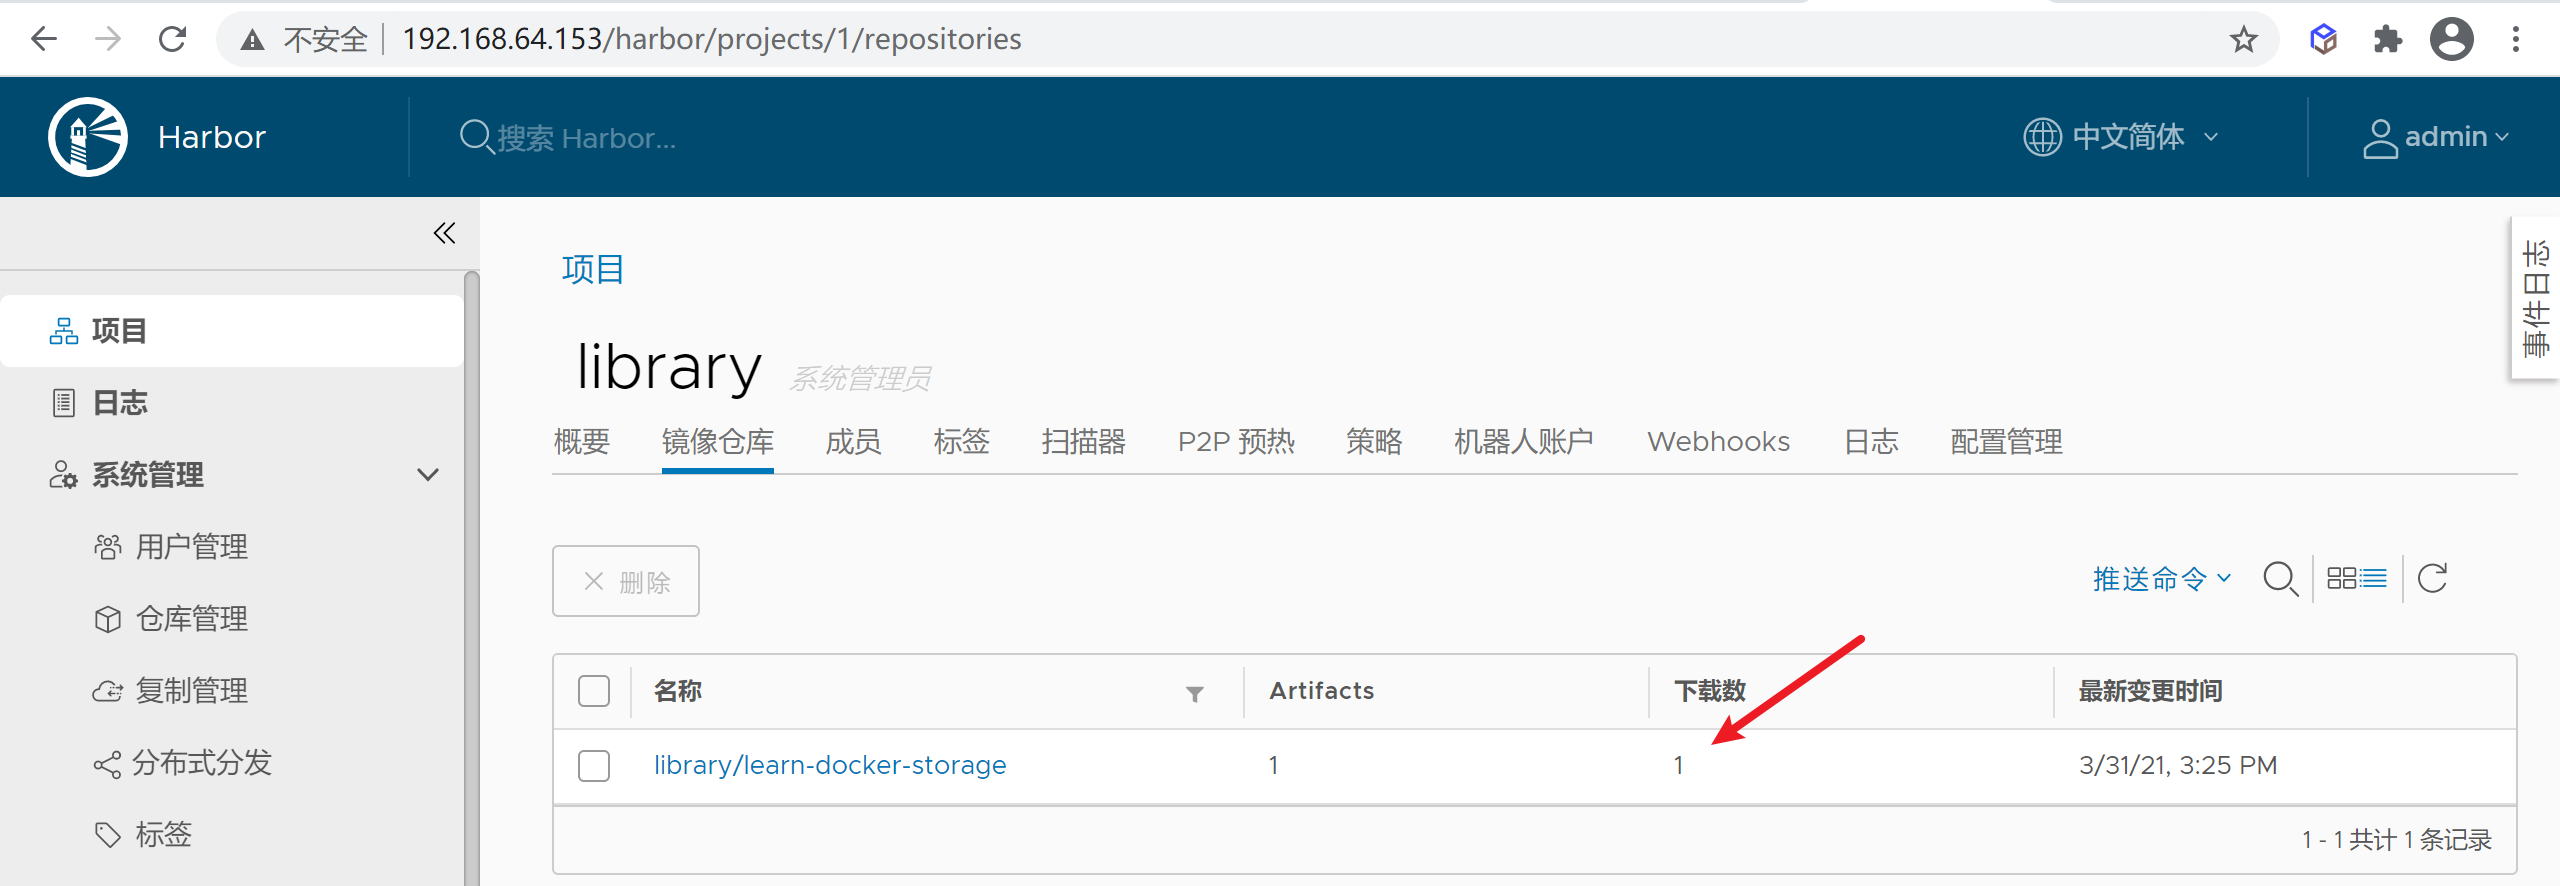 不安全 192.168.64.153/harbor/projects/1/repositories
Harbor 搜索 Harbor... 中文简体 admin
事件日志
项目
日志
系统管理
用户管理
仓库管理
复制管理
分布式分发
标签
项目
library 系统管理员
概要 镜像仓库 成员 标签 扫描器 P2P 预热 策略 机器人账户 Webhooks 日志 配置管理
删除 推送命令
名称 Artifacts 下载数 最新变更时间
library/learn-docker-storage 1 1 3/31/21, 3:25 PM
1 - 1 共计 1 条记录